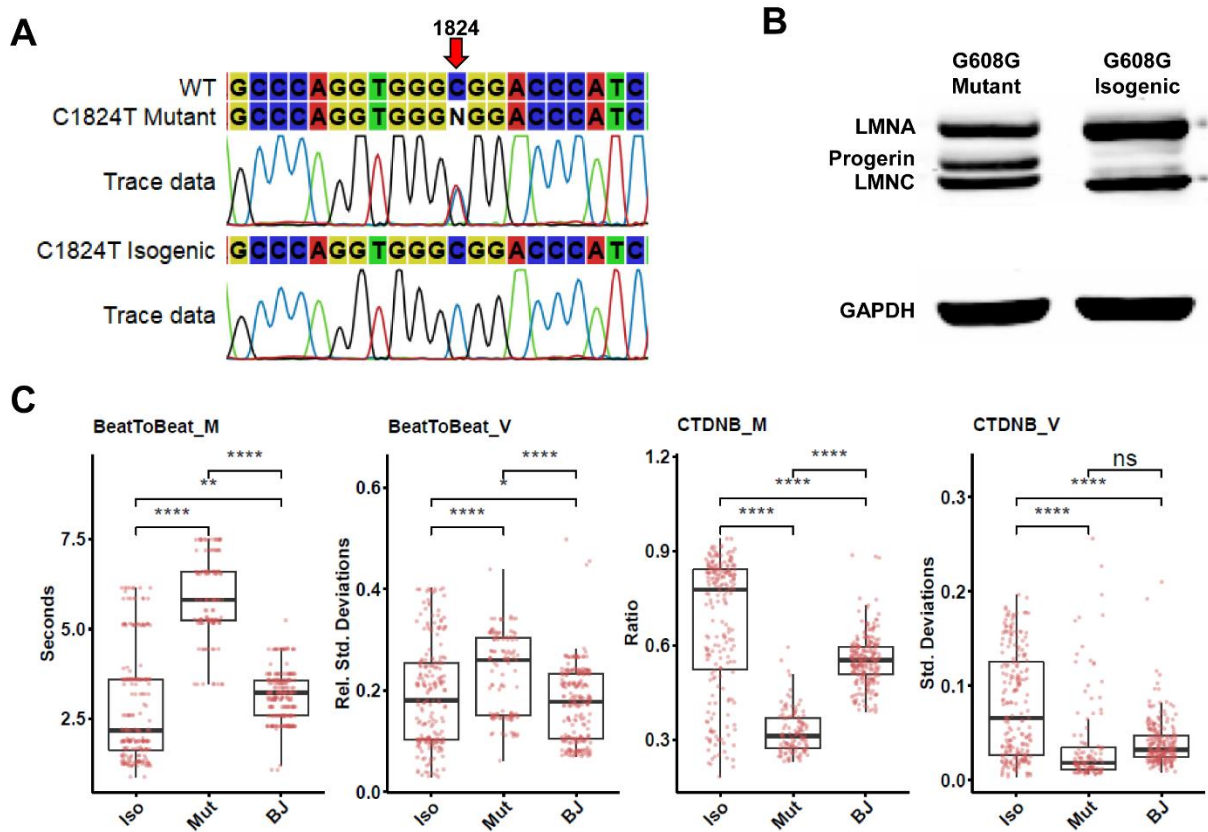 A
1824
WT
GCCCAGGTGGGCGGACCCATC
C1824T Mutant
GCCCAGGTGGGNGGACCCATC
Trace data
C1824T Isogenic
GCCCAGGTGGGCGGACCCATC
Trace data
B
G608G Mutant
G608G Isogenic
LMNA
Progerin
LMNC
GAPDH
C
BeatToBeat_M
Seconds
7.5
5.0
2.5
****
**
****
Iso
Mut
BJ
BeatToBeat_V
Rel. Std. Deviations
0.6
0.4
0.2
0.0
****
*
****
Iso
Mut
BJ
CTDNB_M
Ratio
1.2
0.9
0.6
0.3
****
****
****
Iso
Mut
BJ
CTDNB_V
Std. Deviations
0.3
0.2
0.1
0.0
ns
****
****
Iso
Mut
BJ